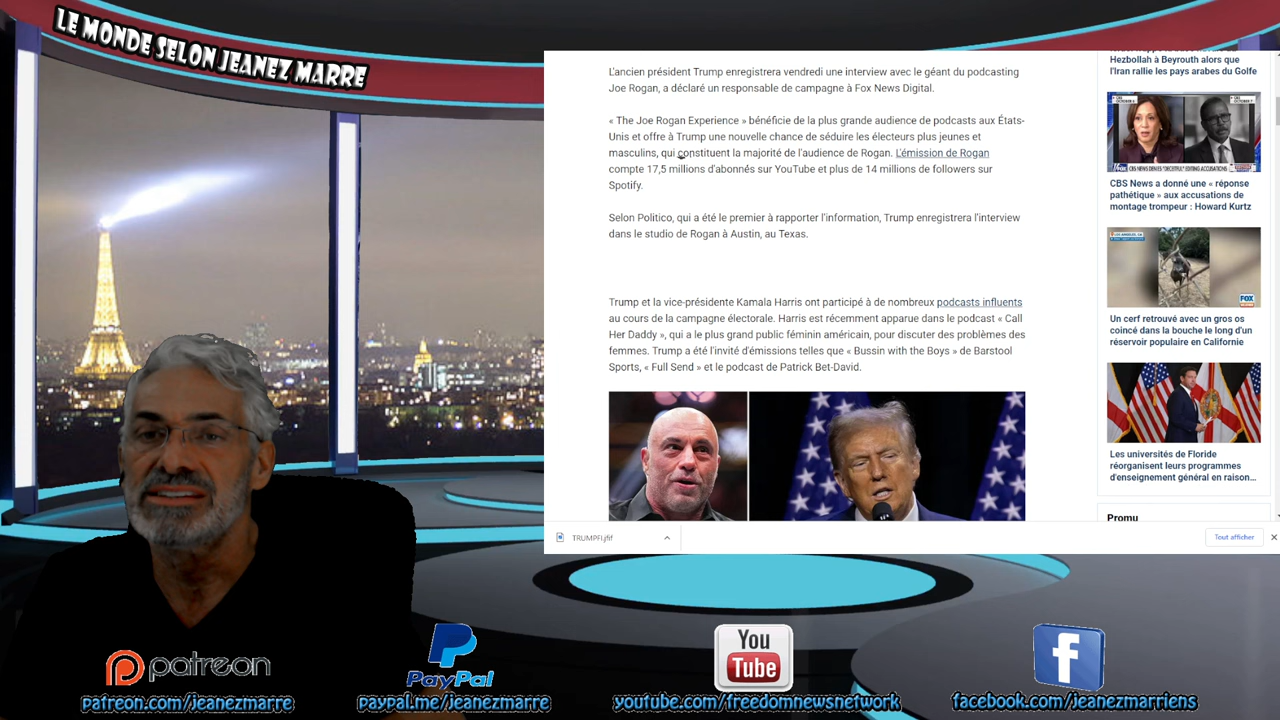 LE MONDE SELON JEANEZ MARRE
L'ancien président Trump enregistrera vendredi une interview avec le géant du podcasting
Joe Rogan, a déclaré un responsable de campagne à Fox News Digital.
« The Joe Rogan Experience » bénéficie de la plus grande audience de podcasts aux États-
Unis et offre à Trump une nouvelle chance de séduire les électeurs plus jeunes et
masculins, qui constituent la majorité de l'audience de Rogan. L'émission de Rogan
compte 17,5 millions d'abonnés sur YouTube et plus de 14 millions de followers sur
Spotify.
Selon Politico, qui a été le premier à rapporter l'information, Trump enregistrera l'interview
dans le studio de Rogan à Austin, au Texas.
Trump et la vice-présidente Kamala Harris ont participé à de nombreux podcasts influents
au cours de la campagne électorale. Harris est récemment apparue dans le podcast « Call
Her Daddy », qui a le plus grand public féminin américain, pour discuter des problèmes des
femmes. Trump a été l'invité d'émissions telles que « Bussin with the Boys » de Barstool
Sports, « Full Send » et le podcast de Patrick Bet-David.
Hezbollah à Beyrouth alors que
l'Iran rallie les pays arabes du Golfe
CBS NEWS DENIES "DECEITFUL" EDITING ACCUSATIONS
CBS News a donné une « réponse
pathétique » aux accusations de
montage trompeur : Howard Kurtz
FOX
Un cerf retrouvé avec un gros os
coincé dans la bouche le long d'un
réservoir populaire en Californie
Les universités de Floride
réorganisent leurs programmes
d'enseignement général en raison...
Promu
TRUMPFI.jfif
Tout afficher
patreon
PayPal
You
Tube
f
patreon.com/jeanezmarre
paypal.me/jeanezmarre
youtube.com/freedomnewsnetwork
facebook.com/jeanezmarriens